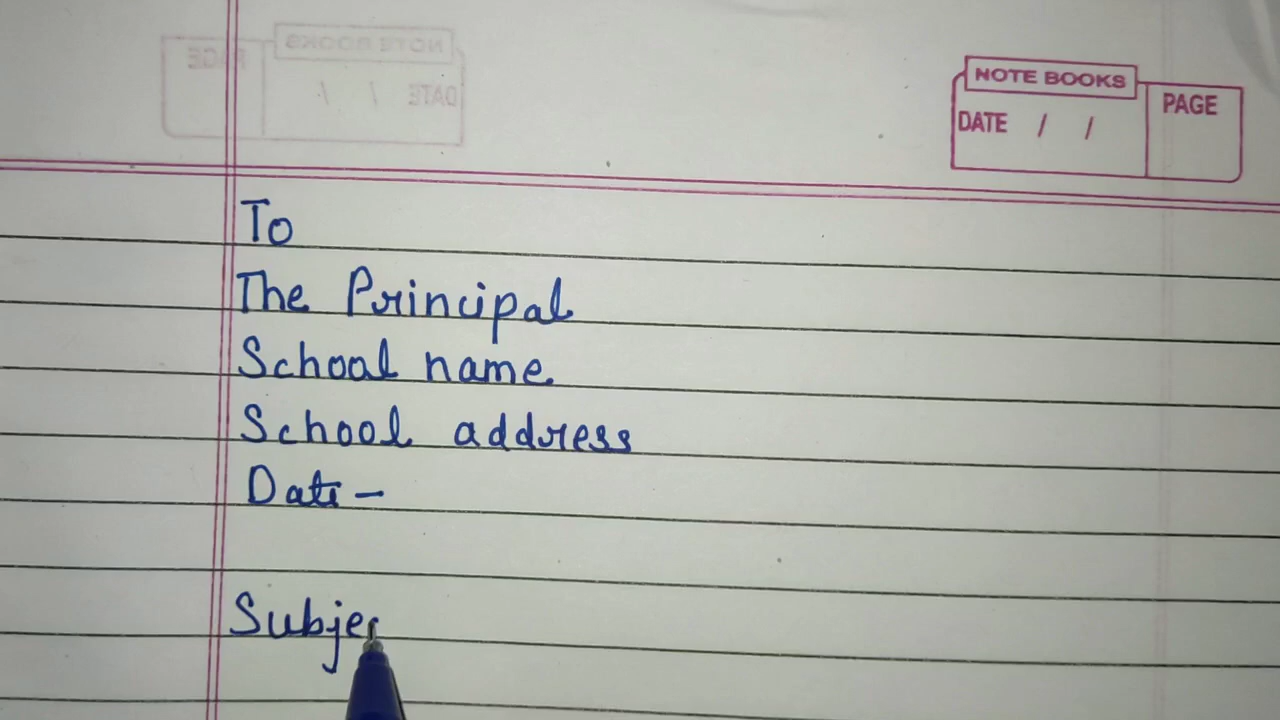 NOTE BOOKS
DATE / /
PAGE
To
The Principal
School name
School address
Date -
Subjec